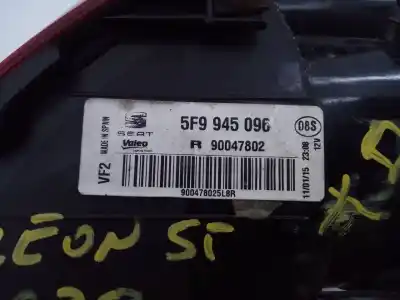 MADE IN SPAIN
SEAT
5F9 945 096
08S
VF2
Valeo
R 90047802
11/01/15 23:08
12V
900478025L8R
LEON ST